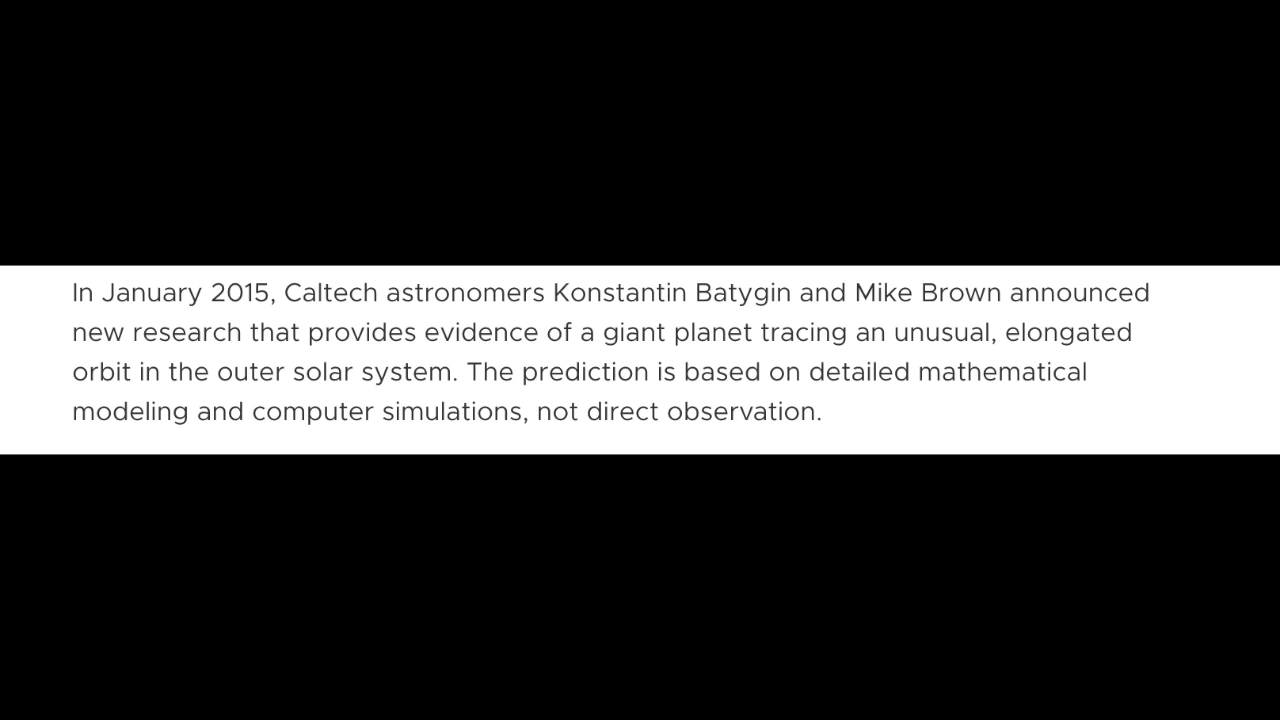 In January 2015, Caltech astronomers Konstantin Batygin and Mike Brown announced
new research that provides evidence of a giant planet tracing an unusual, elongated
orbit in the outer solar system. The prediction is based on detailed mathematical
modeling and computer simulations, not direct observation.